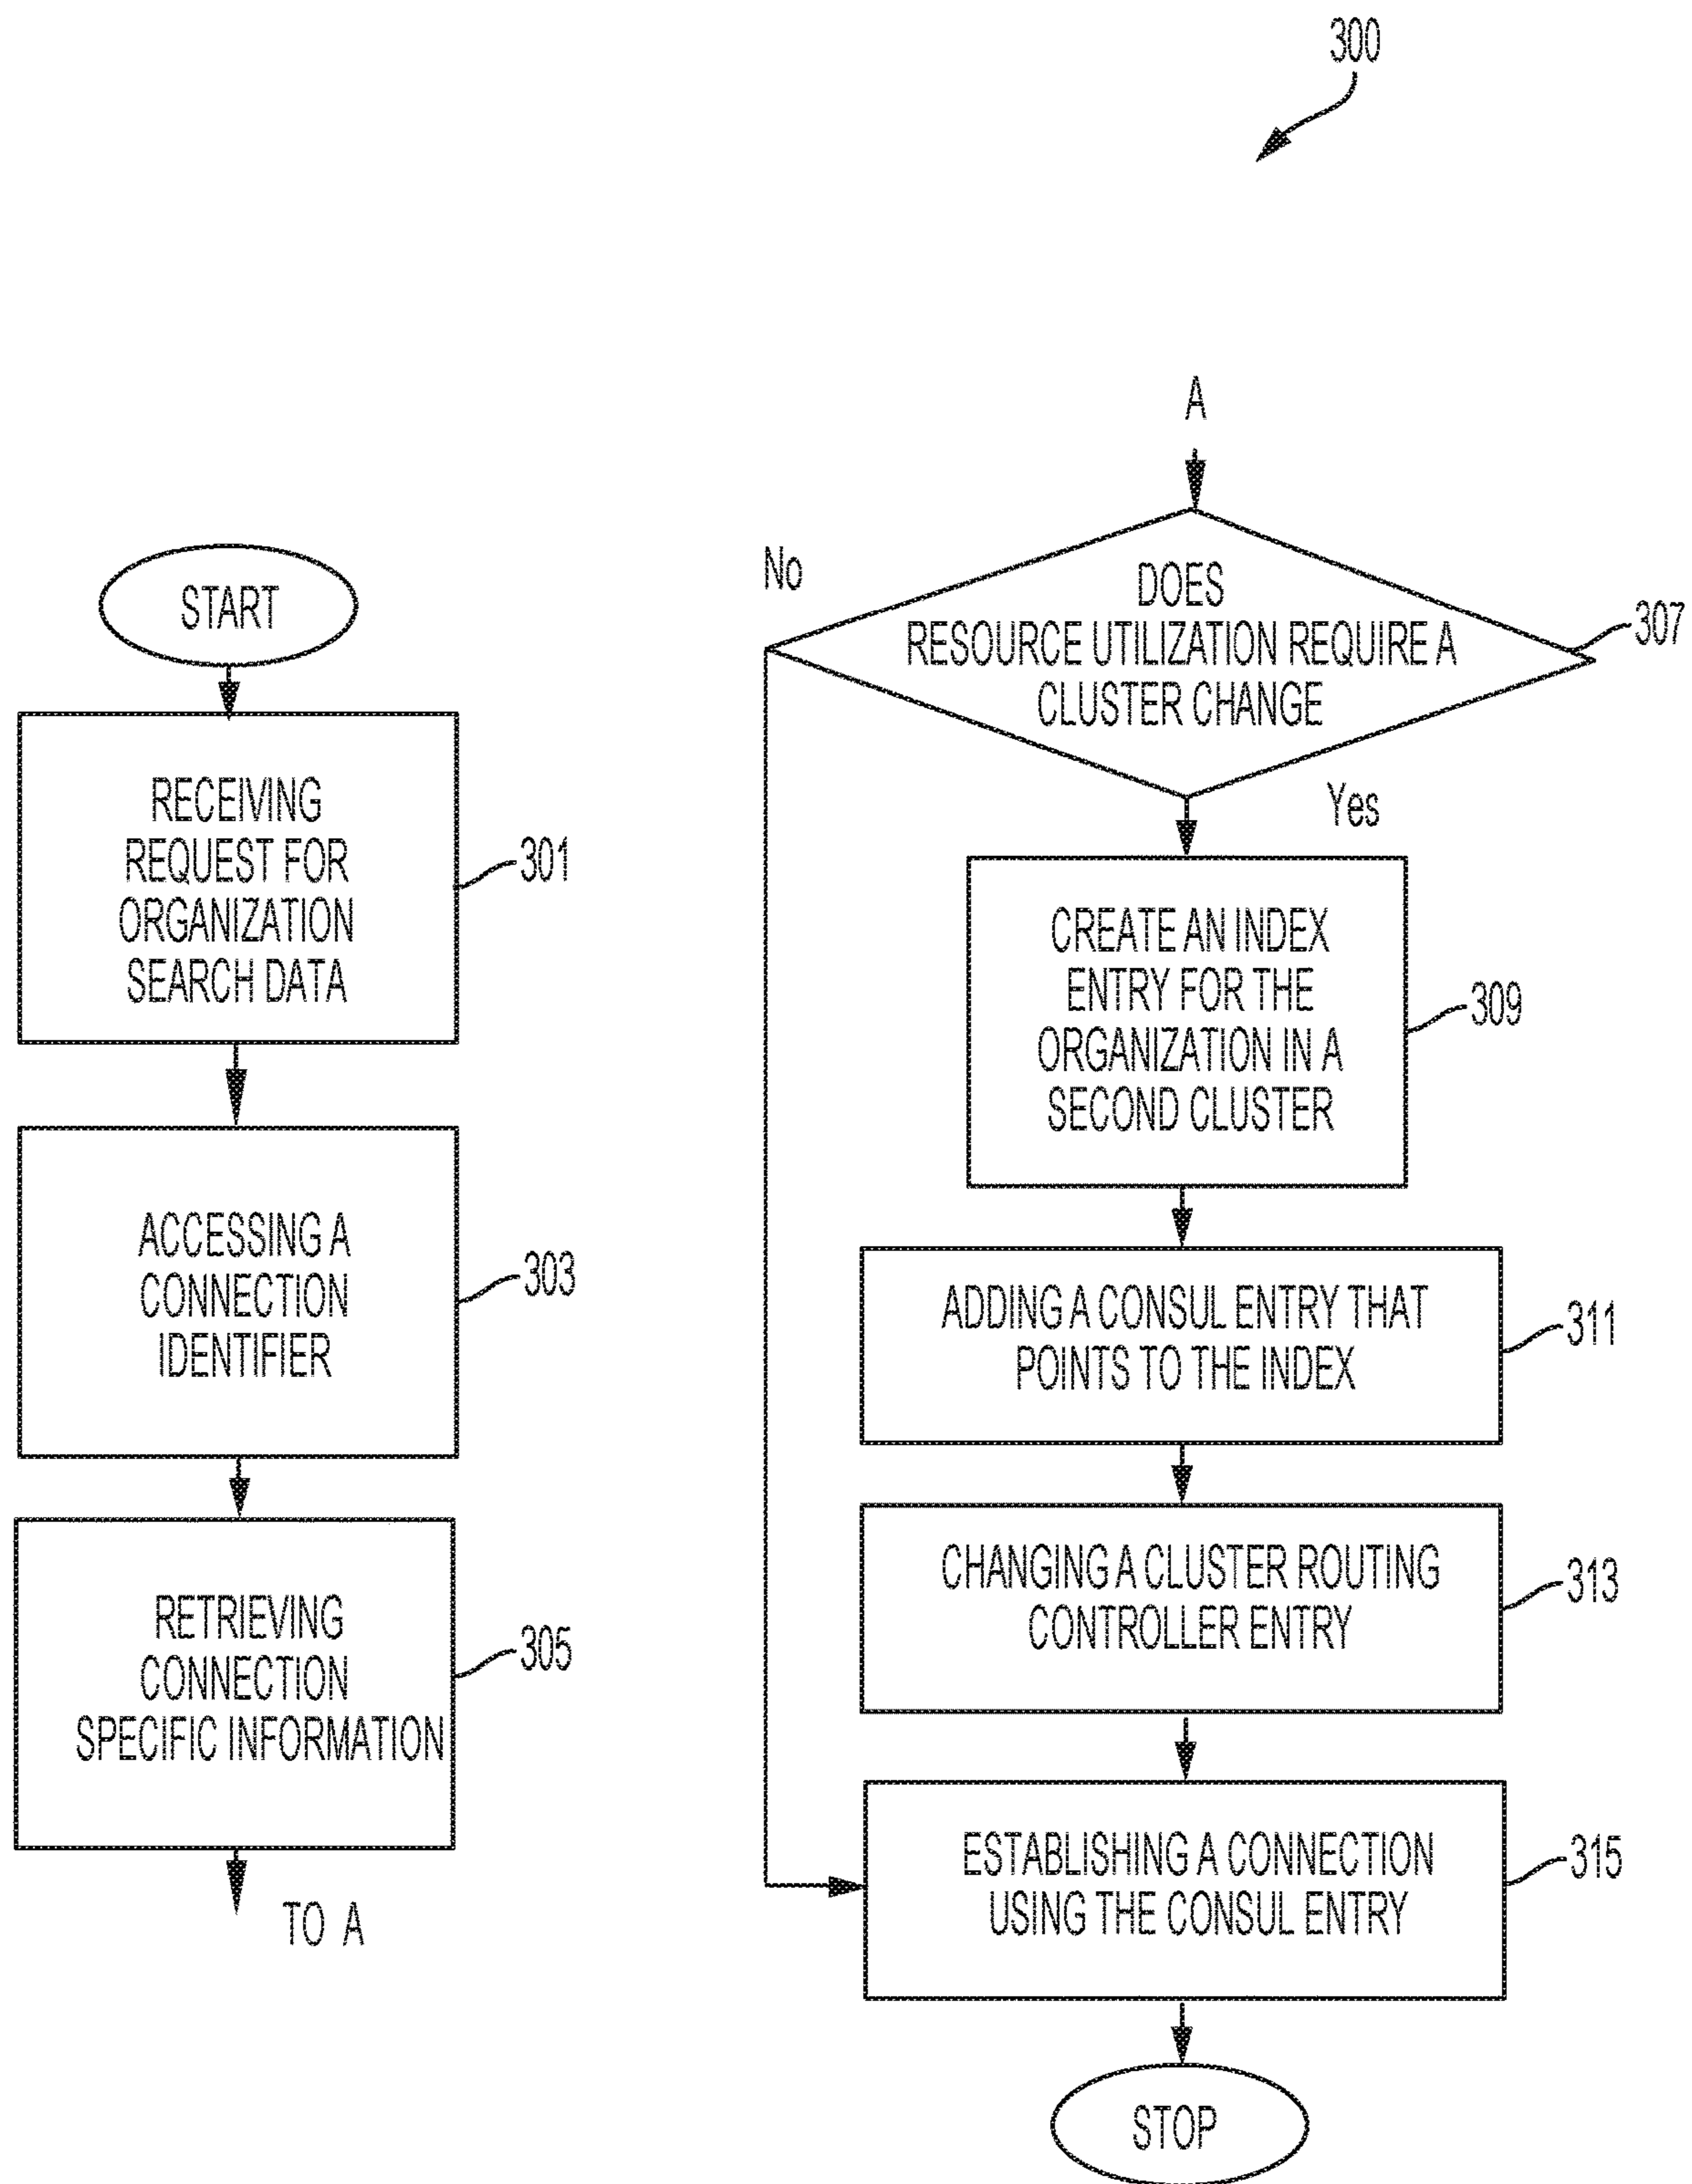 300
START
RECEIVING
REQUEST FOR
ORGANIZATION
SEARCH DATA
301
ACCESSING A
CONNECTION
IDENTIFIER
303
RETRIEVING
CONNECTION
SPECIFIC INFORMATION
305
TO A
A
No
DOES
RESOURCE UTILIZATION REQUIRE A
CLUSTER CHANGE
307
Yes
CREATE AN INDEX
ENTRY FOR THE
ORGANIZATION IN A
SECOND CLUSTER
309
ADDING A CONSUL ENTRY THAT
POINTS TO THE INDEX
311
CHANGING A CLUSTER ROUTING
CONTROLLER ENTRY
313
ESTABLISHING A CONNECTION
USING THE CONSUL ENTRY
315
STOP